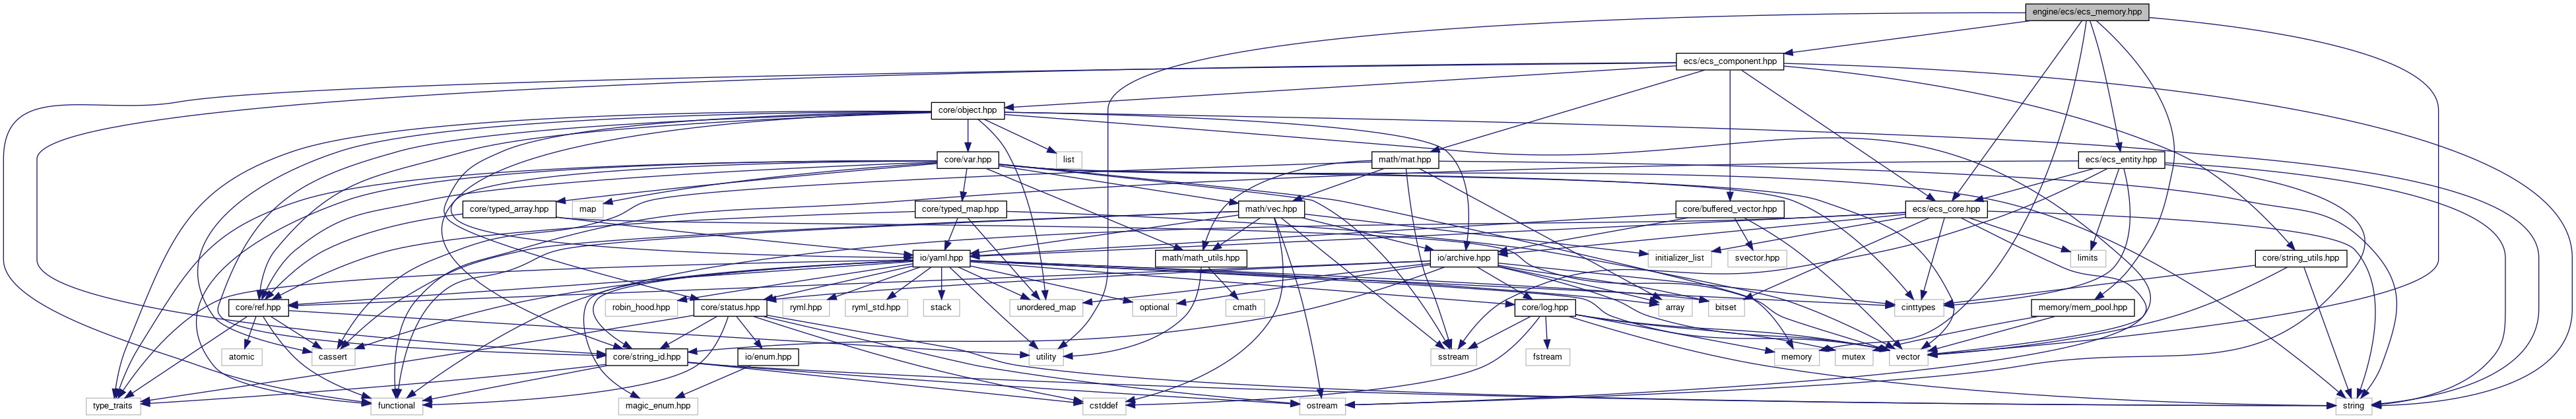 engine/ecs/ecs_memory.hpp
ecs/ecs_component.hpp
core/object.hpp
core/var.hpp
list
math/mat.hpp
ecs/ecs_entity.hpp
core/typed_array.hpp
map
core/typed_map.hpp
math/vec.hpp
core/buffered_vector.hpp
ecs/ecs_core.hpp
io/yaml.hpp
math/math_utils.hpp
io/archive.hpp
initializer_list
svector.hpp
limits
core/string_utils.hpp
core/ref.hpp
robin_hood.hpp
core/status.hpp
ryml.hpp
ryml_std.hpp
stack
unordered_map
optional
cmath
core/log.hpp
array
bitset
cinttypes
memory/mem_pool.hpp
atomic
cassert
core/string_id.hpp
io/enum.hpp
utility
sstream
fstream
memory
mutex
vector
type_traits
functional
magic_enum.hpp
cstddef
ostream
string